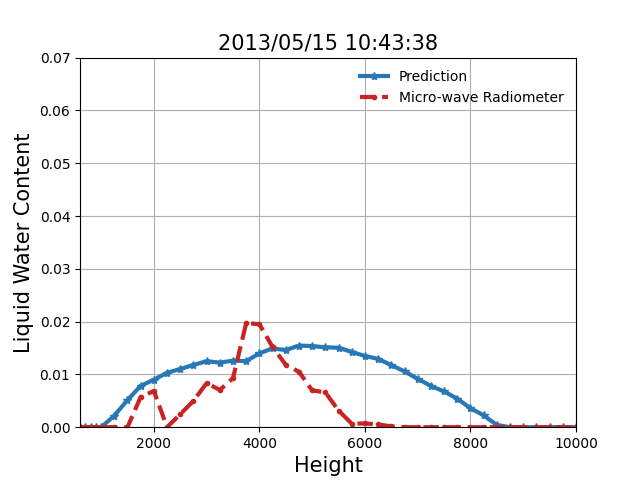 2013/05/15 10:43:38
Prediction
Micro-wave Radiometer
Liquid Water Content
0.07
0.06
0.05
0.04
0.03
0.02
0.01
0.00
2000 4000 6000 8000 10000
Height